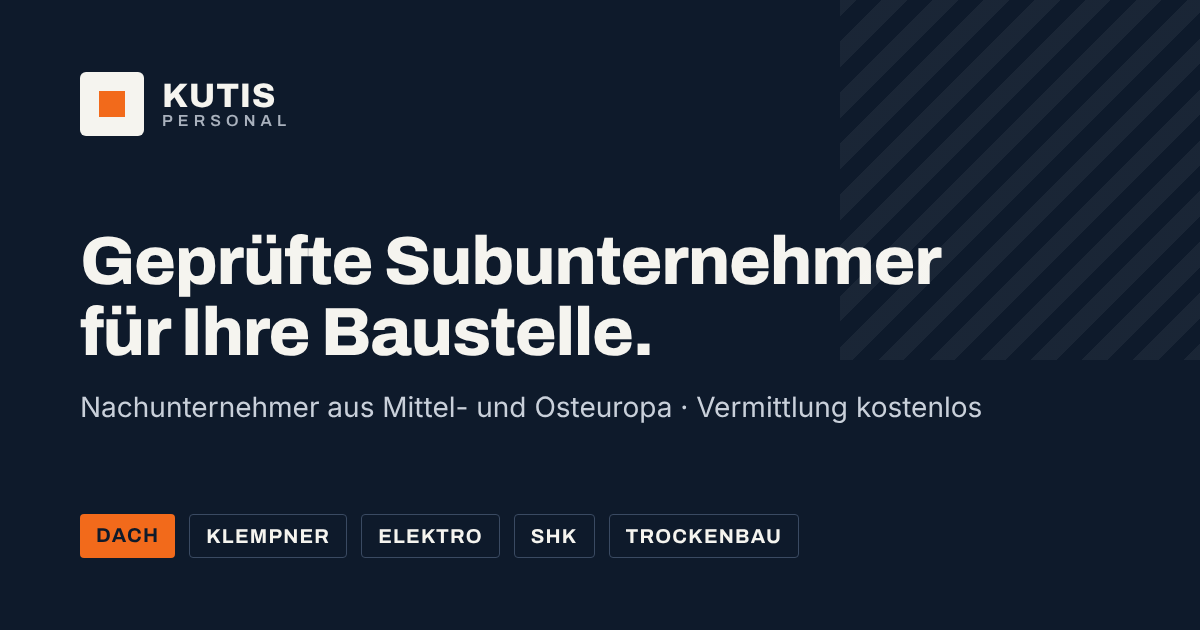 KUTIS
PERSONAL
Geprüfte Subunternehmer
für Ihre Baustelle.
Nachunternehmer aus Mittel- und Osteuropa · Vermittlung kostenlos
DACH KLEMPNER ELEKTRO SHK TROCKENBAU